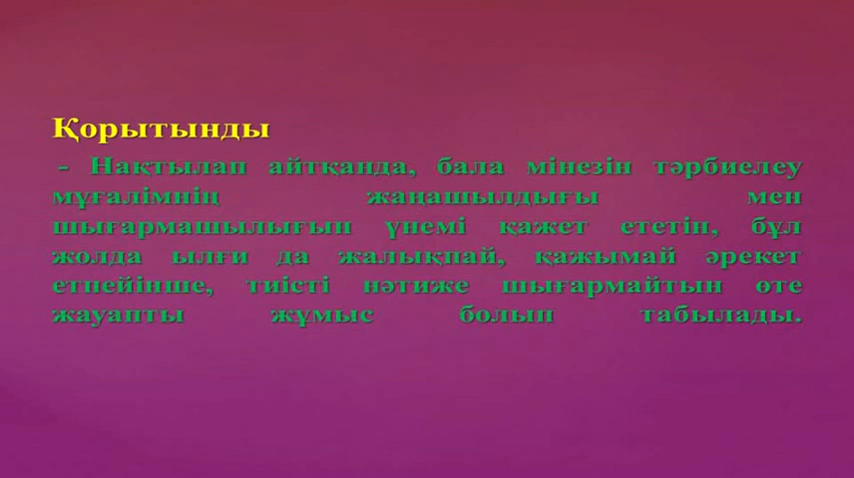 Қорытынды
- Нақтылап айтқанда, бала мінезін тәрбиелеу
мұғалімнің жаңашылдығы мен
шығармашылығын үнемі қажет ететін, бұл
жолда ылғи да жалықпай, қажымай әрекет
етпейінше, тиісті нәтиже шығармайтын өте
жауапты жұмыс болып табылады.